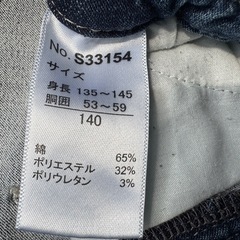 No. S33154
サイズ
身長 135～145
胴囲 53～59
140
綿 65%
ポリエステル 32%
ポリウレタン 3%